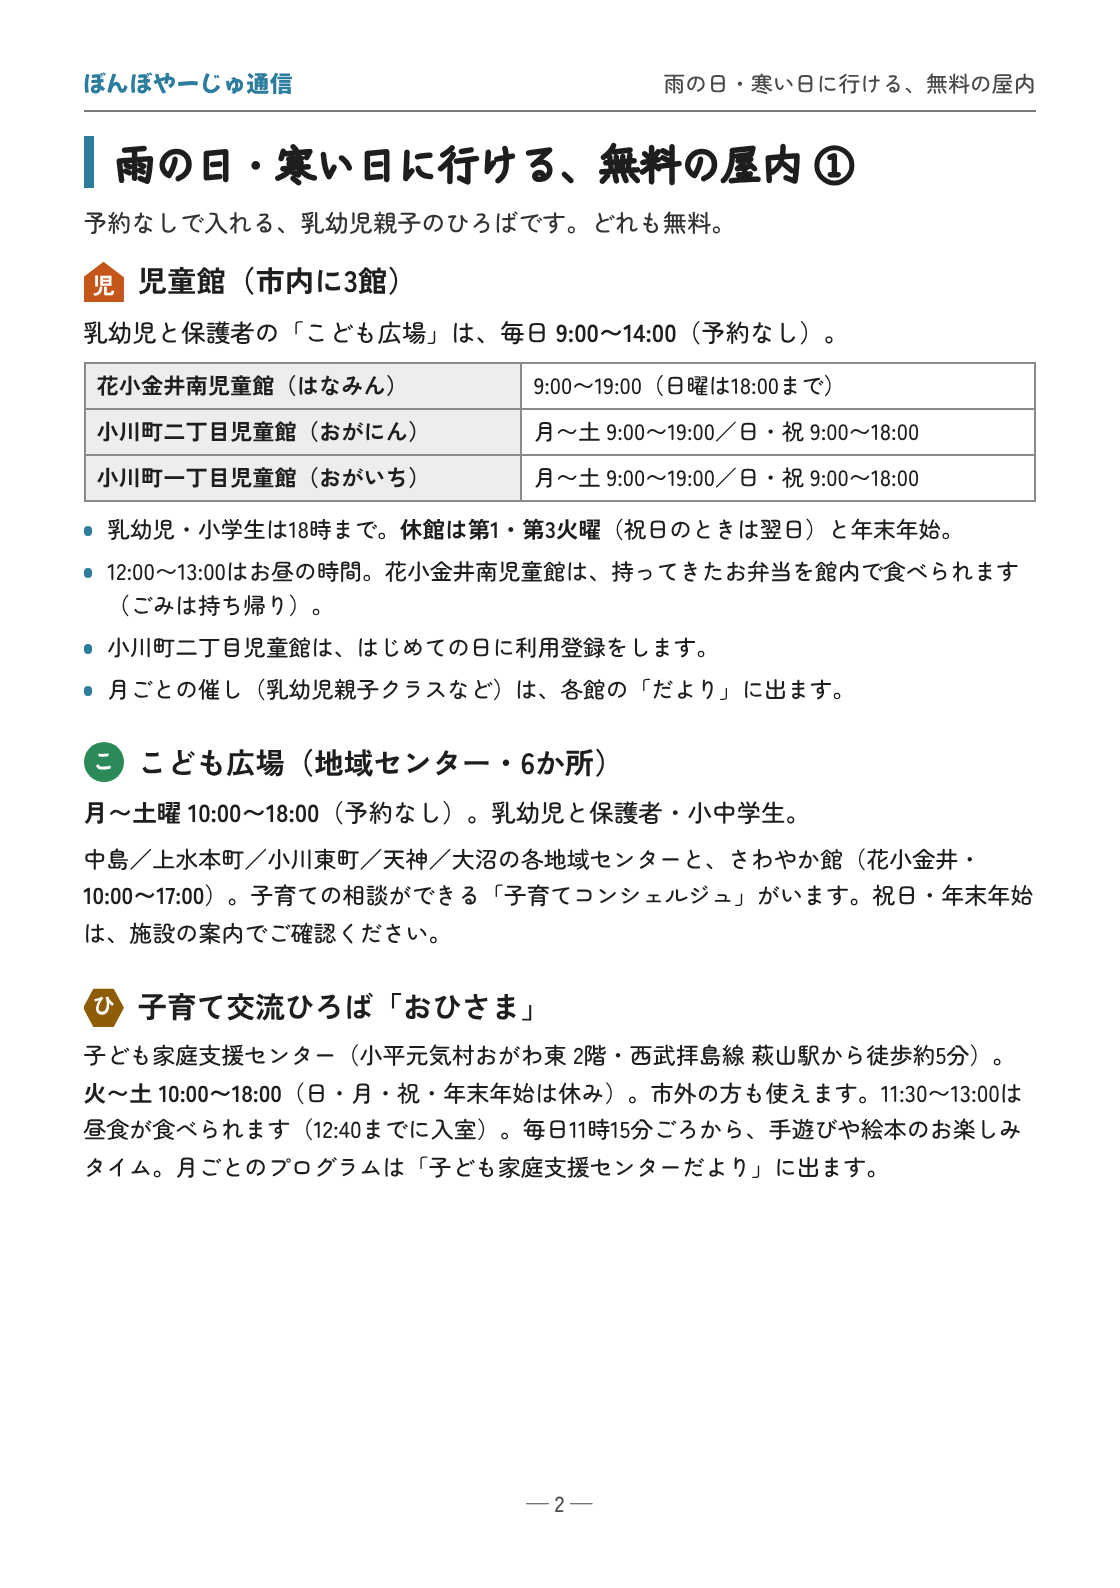 ぽんぽやーじゅ通信
雨の日・寒い日に行ける、無料の屋内
雨の日・寒い日に行ける、無料の屋内 ①
予約なしで入れる、乳幼児親子のひろばです。どれも無料。
児 児童館（市内に3館）
乳幼児と保護者の「こども広場」は、毎日 9:00〜14:00（予約なし）。
花小金井南児童館（はなみん） 9:00〜19:00（日曜は18:00まで）
小川町二丁目児童館（おがにん） 月〜土 9:00〜19:00／日・祝 9:00〜18:00
小川町一丁目児童館（おがいち） 月〜土 9:00〜19:00／日・祝 9:00〜18:00
• 乳幼児・小学生は18時まで。休館は第1・第3火曜（祝日のときは翌日）と年末年始。
• 12:00〜13:00はお昼の時間。花小金井南児童館は、持ってきたお弁当を館内で食べられます
（ごみは持ち帰り）。
• 小川町二丁目児童館は、はじめての日に利用登録をします。
• 月ごとの催し（乳幼児親子クラスなど）は、各館の「だより」に出ます。
こ こども広場（地域センター・6か所）
月〜土曜 10:00〜18:00（予約なし）。乳幼児と保護者・小中学生。
中島／上水本町／小川東町／天神／大沼の各地域センターと、さわやか館（花小金井・
10:00〜17:00）。子育ての相談ができる「子育てコンシェルジュ」がいます。祝日・年末年始
は、施設の案内でご確認ください。
ひ 子育て交流ひろば「おひさま」
子ども家庭支援センター（小平元気村おがわ東 2階・西武拝島線 萩山駅から徒歩約5分）。
火〜土 10:00〜18:00（日・月・祝・年末年始は休み）。市外の方も使えます。11:30〜13:00は
昼食が食べられます（12:40までに入室）。毎日11時15分ごろから、手遊びや絵本のお楽しみ
タイム。月ごとのプログラムは「子ども家庭支援センターだより」に出ます。
— 2 —